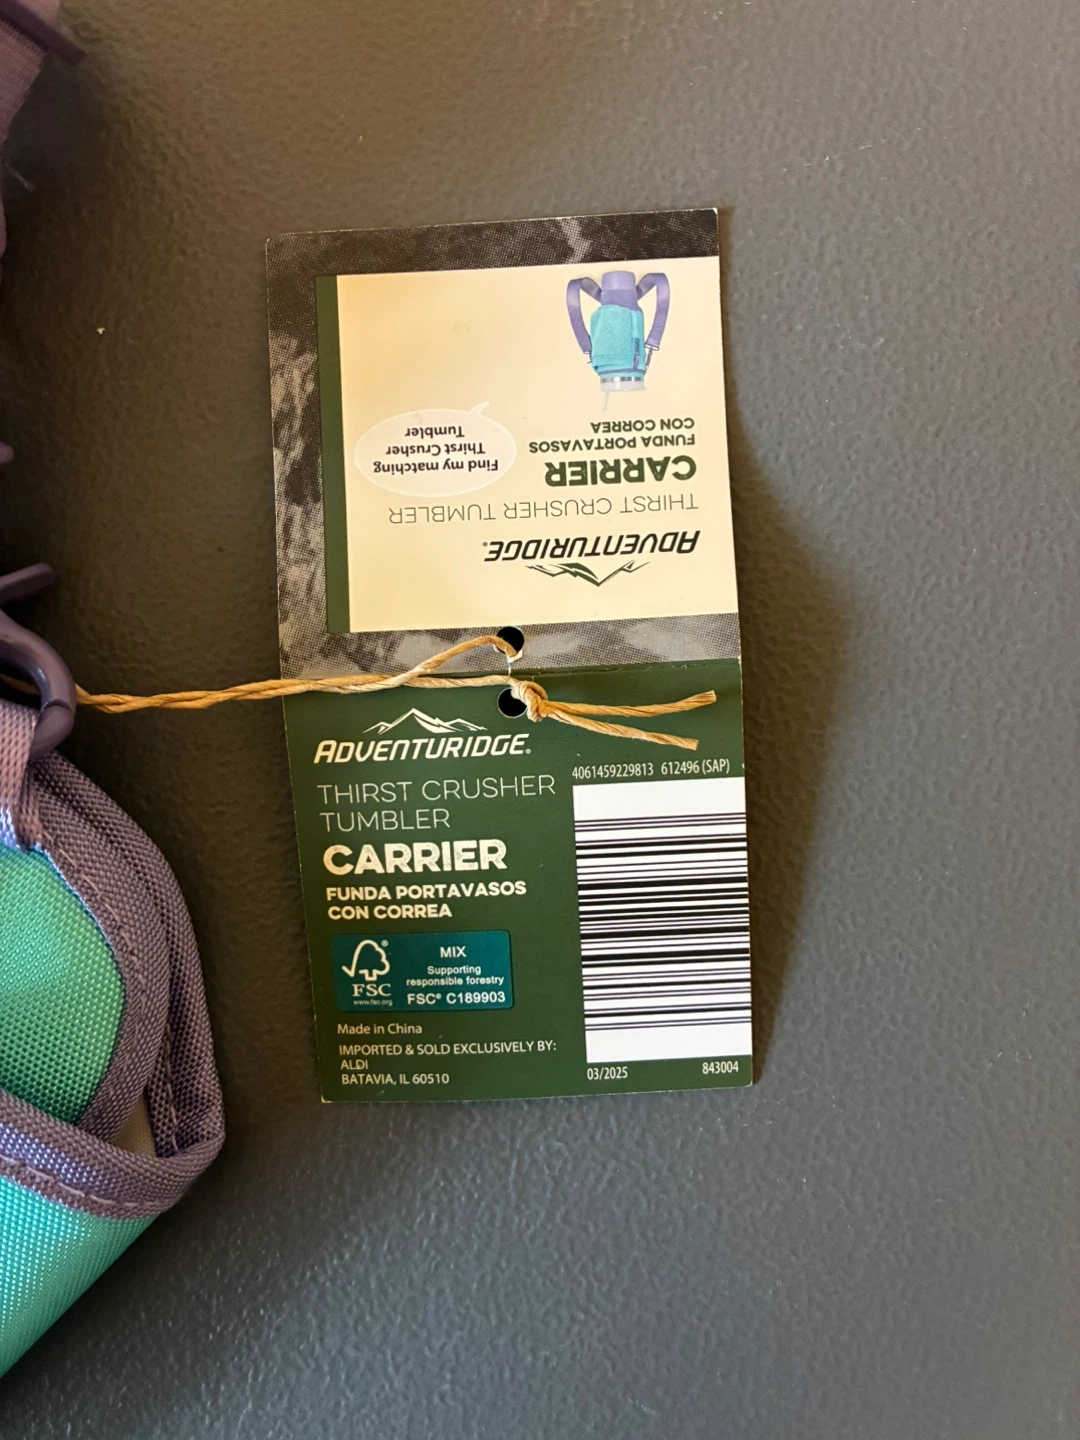 ADVENTURIDGE®
THIRST CRUSHER TUMBLER
CARRIER
FUNDA PORTAVASOS
CON CORREA
Find my matching
Thirst Crusher
Tumbler
ADVENTURIDGE®
THIRST CRUSHER
TUMBLER
CARRIER
FUNDA PORTAVASOS
CON CORREA
FSC®
www.fsc.org
MIX
Supporting
responsible forestry
FSC® C189903
Made in China
IMPORTED & SOLD EXCLUSIVELY BY:
ALDI
BATAVIA, IL 60510
4061459229813 612496 (SAP)
03/2025 843004